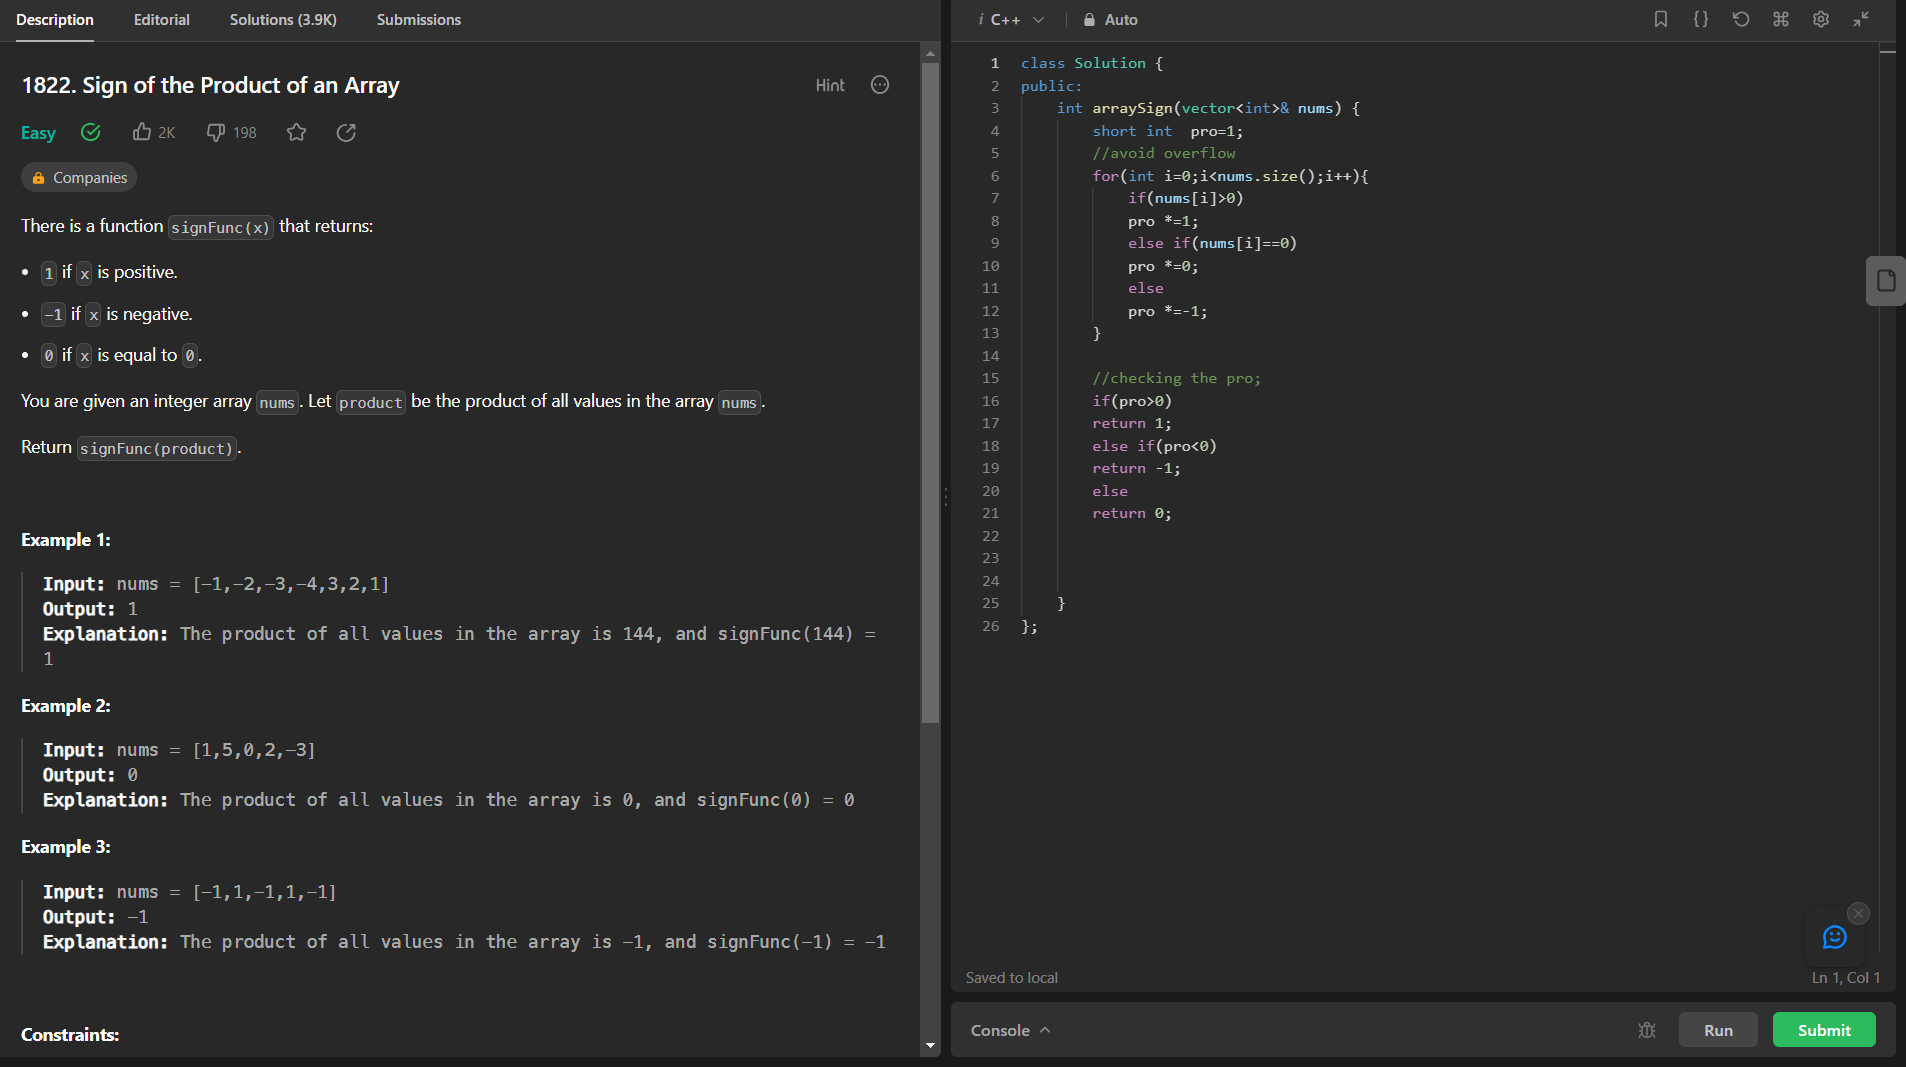 Description Editorial Solutions (3.9K) Submissions
1822. Sign of the Product of an Array Hint
Easy 2K 198
Companies
There is a function signFunc(x) that returns:
• 1 if x is positive.
• -1 if x is negative.
• 0 if x is equal to 0.
You are given an integer array nums. Let product be the product of all values in the array nums.
Return signFunc(product).
Example 1:
Input: nums = [-1,-2,-3,-4,3,2,1]
Output: 1
Explanation: The product of all values in the array is 144, and signFunc(144) =
1
Example 2:
Input: nums = [1,5,0,2,-3]
Output: 0
Explanation: The product of all values in the array is 0, and signFunc(0) = 0
Example 3:
Input: nums = [-1,1,-1,1,-1]
Output: -1
Explanation: The product of all values in the array is -1, and signFunc(-1) = -1
Constraints:
i C++ Auto
1 class Solution {
2 public:
3 int arraySign(vector<int>& nums) {
4 short int  pro=1;
5 //avoid overflow
6 for(int i=0;i<nums.size();i++){
7 if(nums[i]>0)
8 pro *=1;
9 else if(nums[i]==0)
10 pro *=0;
11 else
12 pro *=-1;
13 }
14
15 //checking the pro;
16 if(pro>0)
17 return 1;
18 else if(pro<0)
19 return -1;
20 else
21 return 0;
22
23
24
25 }
26 };
Saved to local Ln 1, Col 1
Console Run Submit